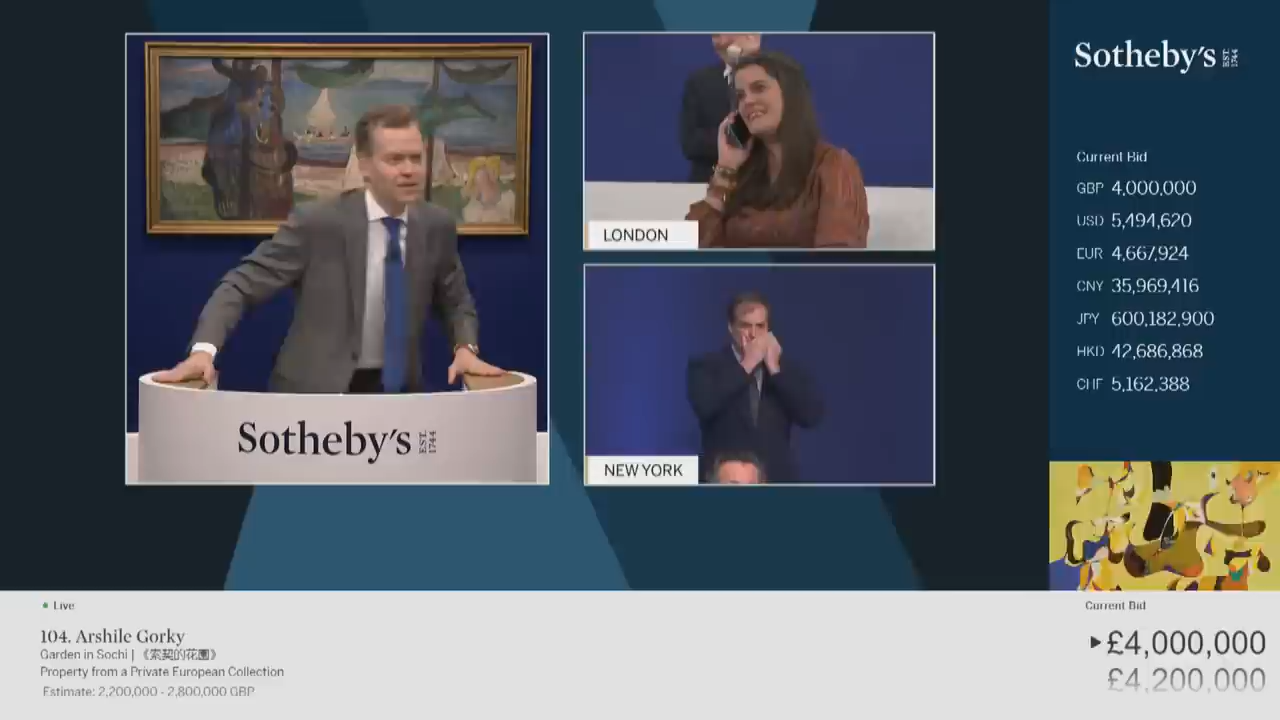 Sotheby's EST. 1744
LONDON
NEW YORK
Sotheby's EST. 1744
Current Bid
GBP 4,000,000
USD 5,494,620
EUR 4,667,924
CNY 35,969,416
JPY 600,182,900
HKD 42,686,868
CHF 5,162,388
Live
104. Arshile Gorky
Garden in Sochi | 《索契的花園》
Property from a Private European Collection
Estimate: 2,200,000 - 2,800,000 GBP
Current Bid
£4,000,000
£4,200,000